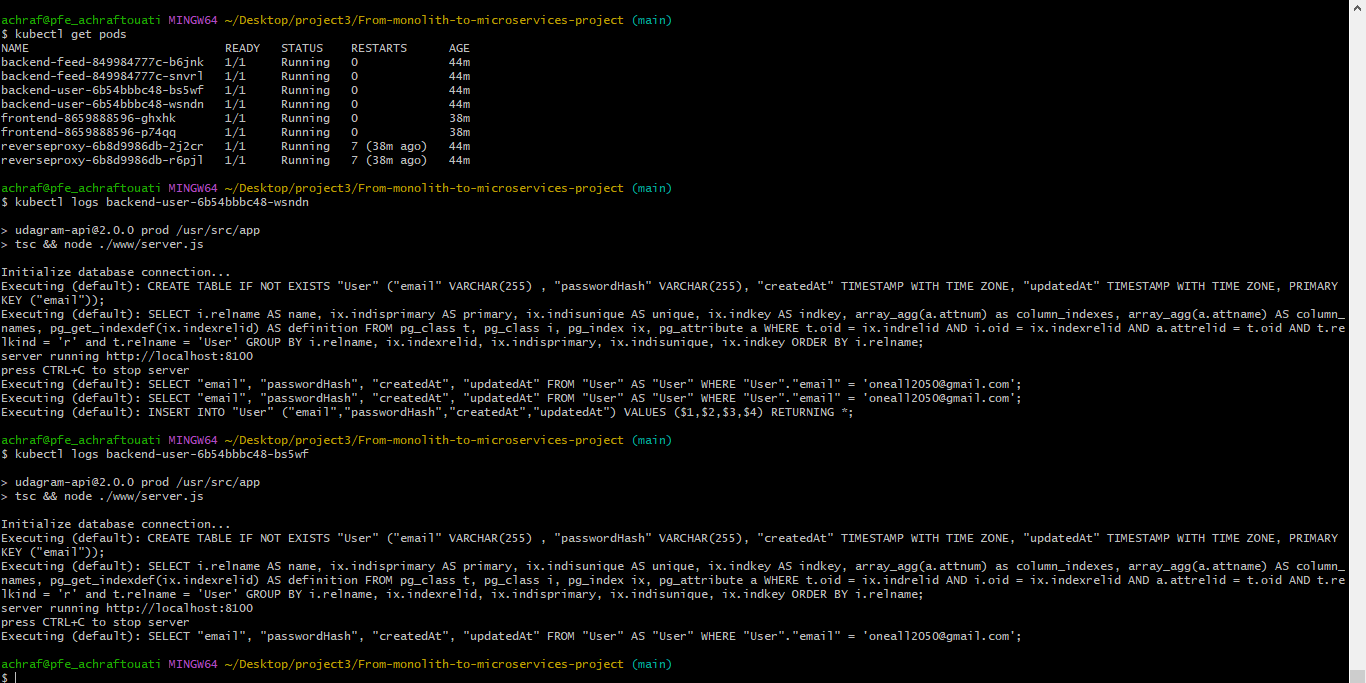 achraf@pfe_achraftouati MINGW64 ~/Desktop/project3/From-monolith-to-microservices-project (main)
$ kubectl get pods
NAME                            READY   STATUS    RESTARTS      AGE
backend-feed-849984777c-b6jnk   1/1     Running   0             44m
backend-feed-849984777c-snvrl   1/1     Running   0             44m
backend-user-6b54bbbc48-bs5wf   1/1     Running   0             44m
backend-user-6b54bbbc48-wsndn   1/1     Running   0             44m
frontend-8659888596-ghxhk       1/1     Running   0             38m
frontend-8659888596-p74qq       1/1     Running   0             38m
reverseproxy-6b8d9986db-2j2cr   1/1     Running   7 (38m ago)   44m
reverseproxy-6b8d9986db-r6pjl   1/1     Running   7 (38m ago)   44m
achraf@pfe_achraftouati MINGW64 ~/Desktop/project3/From-monolith-to-microservices-project (main)
$ kubectl logs backend-user-6b54bbbc48-wsndn
> udagram-api@2.0.0 prod /usr/src/app
> tsc && node ./www/server.js
Initialize database connection...
Executing (default): CREATE TABLE IF NOT EXISTS "User" ("email" VARCHAR(255) , "passwordHash" VARCHAR(255), "createdAt" TIMESTAMP WITH TIME ZONE, "updatedAt" TIMESTAMP WITH TIME ZONE, PRIMARY
KEY ("email"));
Executing (default): SELECT i.relname AS name, ix.indisprimary AS primary, ix.indisunique AS unique, ix.indkey AS indkey, array_agg(a.attnum) as column_indexes, array_agg(a.attname) AS column_
names, pg_get_indexdef(ix.indexrelid) AS definition FROM pg_class t, pg_class i, pg_index ix, pg_attribute a WHERE t.oid = ix.indrelid AND i.oid = ix.indexrelid AND a.attrelid = t.oid AND t.re
lkind = 'r' and t.relname = 'User' GROUP BY i.relname, ix.indexrelid, ix.indisprimary, ix.indisunique, ix.indkey ORDER BY i.relname;
server running http://localhost:8100
press CTRL+C to stop server
Executing (default): SELECT "email", "passwordHash", "createdAt", "updatedAt" FROM "User" AS "User" WHERE "User"."email" = 'oneall2050@gmail.com';
Executing (default): SELECT "email", "passwordHash", "createdAt", "updatedAt" FROM "User" AS "User" WHERE "User"."email" = 'oneall2050@gmail.com';
Executing (default): INSERT INTO "User" ("email","passwordHash","createdAt","updatedAt") VALUES ($1,$2,$3,$4) RETURNING *;
achraf@pfe_achraftouati MINGW64 ~/Desktop/project3/From-monolith-to-microservices-project (main)
$ kubectl logs backend-user-6b54bbbc48-bs5wf
> udagram-api@2.0.0 prod /usr/src/app
> tsc && node ./www/server.js
Initialize database connection...
Executing (default): CREATE TABLE IF NOT EXISTS "User" ("email" VARCHAR(255) , "passwordHash" VARCHAR(255), "createdAt" TIMESTAMP WITH TIME ZONE, "updatedAt" TIMESTAMP WITH TIME ZONE, PRIMARY
KEY ("email"));
Executing (default): SELECT i.relname AS name, ix.indisprimary AS primary, ix.indisunique AS unique, ix.indkey AS indkey, array_agg(a.attnum) as column_indexes, array_agg(a.attname) AS column_
names, pg_get_indexdef(ix.indexrelid) AS definition FROM pg_class t, pg_class i, pg_index ix, pg_attribute a WHERE t.oid = ix.indrelid AND i.oid = ix.indexrelid AND a.attrelid = t.oid AND t.re
lkind = 'r' and t.relname = 'User' GROUP BY i.relname, ix.indexrelid, ix.indisprimary, ix.indisunique, ix.indkey ORDER BY i.relname;
server running http://localhost:8100
press CTRL+C to stop server
Executing (default): SELECT "email", "passwordHash", "createdAt", "updatedAt" FROM "User" AS "User" WHERE "User"."email" = 'oneall2050@gmail.com';
achraf@pfe_achraftouati MINGW64 ~/Desktop/project3/From-monolith-to-microservices-project (main)
$